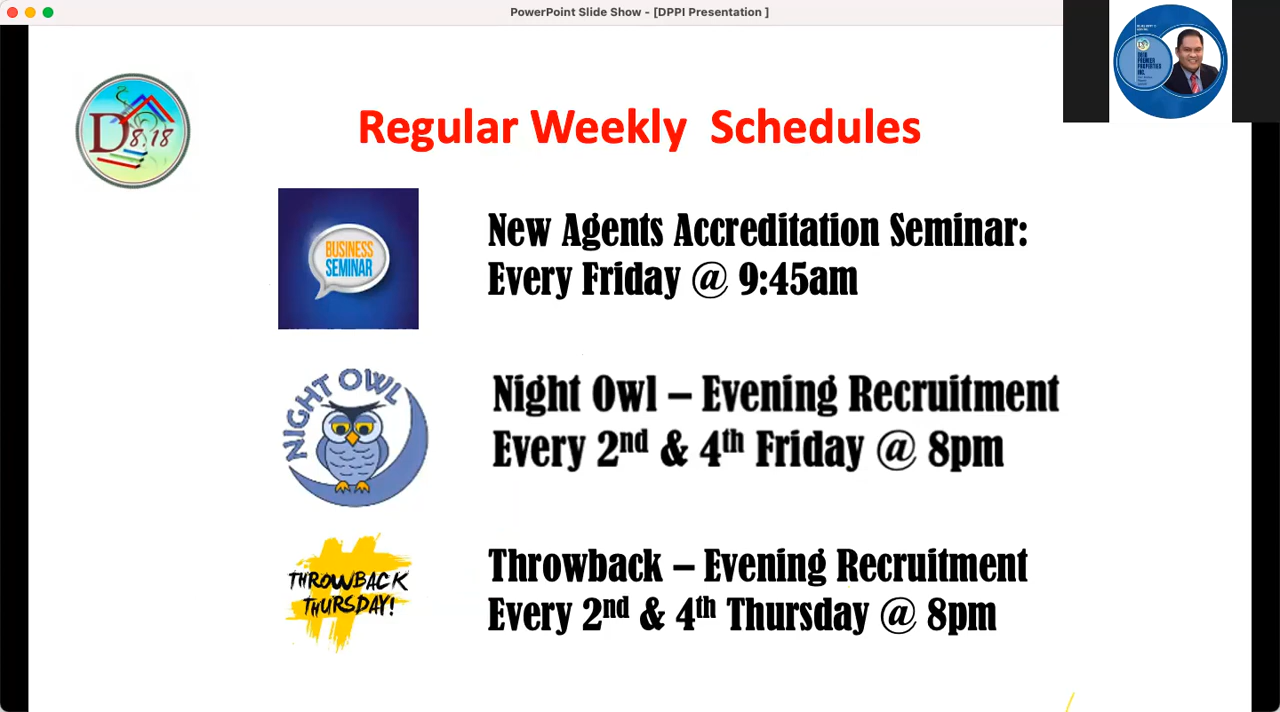 PowerPoint Slide Show - [DPPI Presentation ]
D8.18
Regular Weekly  Schedules
BUSINESS
SEMINAR
New Agents Accreditation Seminar:
Every Friday @ 9:45am
NIGHT OWL
Night Owl – Evening Recruitment
Every 2nd & 4th Friday @ 8pm
THROWBACK
THURSDAY!
Throwback – Evening Recruitment
Every 2nd & 4th Thursday @ 8pm